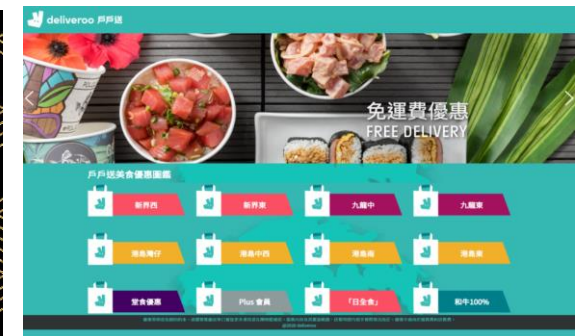 deliveroo 戶戶送
免運費優惠
FREE DELIVERY
戶戶送美食優惠圖鑑
新界西
新界東
九龍中
九龍東
港島灣仔
港島中西
港島南
港島東
堂食優惠
Plus 會員
「日全食」
和牛100%